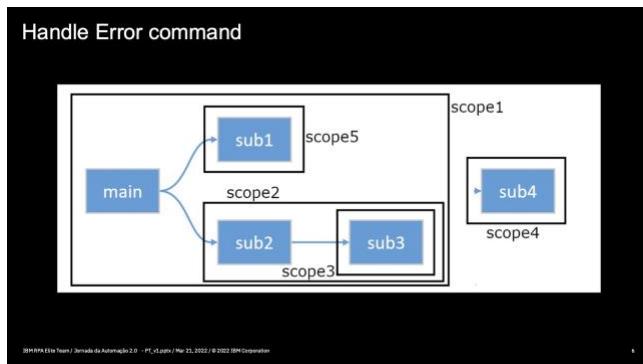 Handle Error command
scope1
sub1
scope5
main
scope2
sub4
sub2
sub3
scope4
scope3
IBM RPA Elite Team / Jornada da Automação 2.0 - PT_v1.pptx / Mar 21, 2022 / © 2022 IBM Corporation